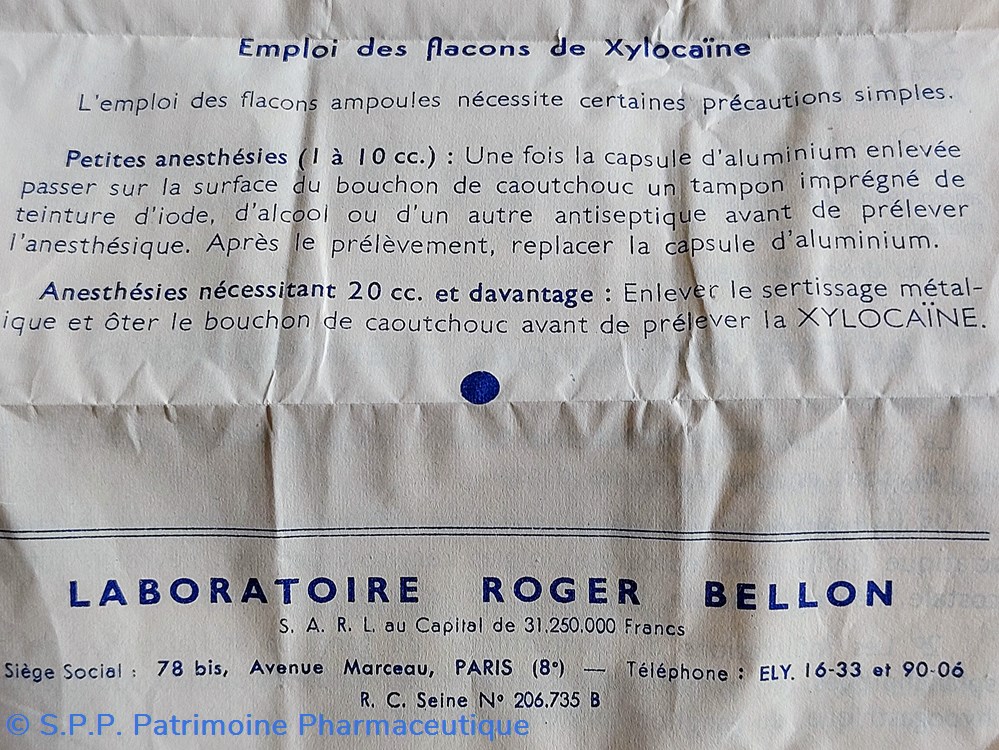 Emploi des flacons de Xylocaïne
L'emploi des flacons ampoules nécessite certaines précautions simples.
Petites anesthésies (1 à 10 cc.) : Une fois la capsule d'aluminium enlevée
passer sur la surface du bouchon de caoutchouc un tampon imprégné de
teinture d'iode, d'alcool ou d'un autre antiseptique avant de prélever
l'anesthésique. Après le prélèvement, replacer la capsule d'aluminium.
Anesthésies nécessitant 20 cc. et davantage : Enlever le sertissage métal-
ique et ôter le bouchon de caoutchouc avant de prélever la XYLOCAÏNE.
LABORATOIRE ROGER BELLON
S. A. R. L. au Capital de 31.250.000 Francs
Siège Social : 78 bis, Avenue Marceau, PARIS (8°) — Téléphone : ELY. 16-33 et 90-06
R. C. Seine N° 206.735 B
© S.P.P. Patrimoine Pharmaceutique